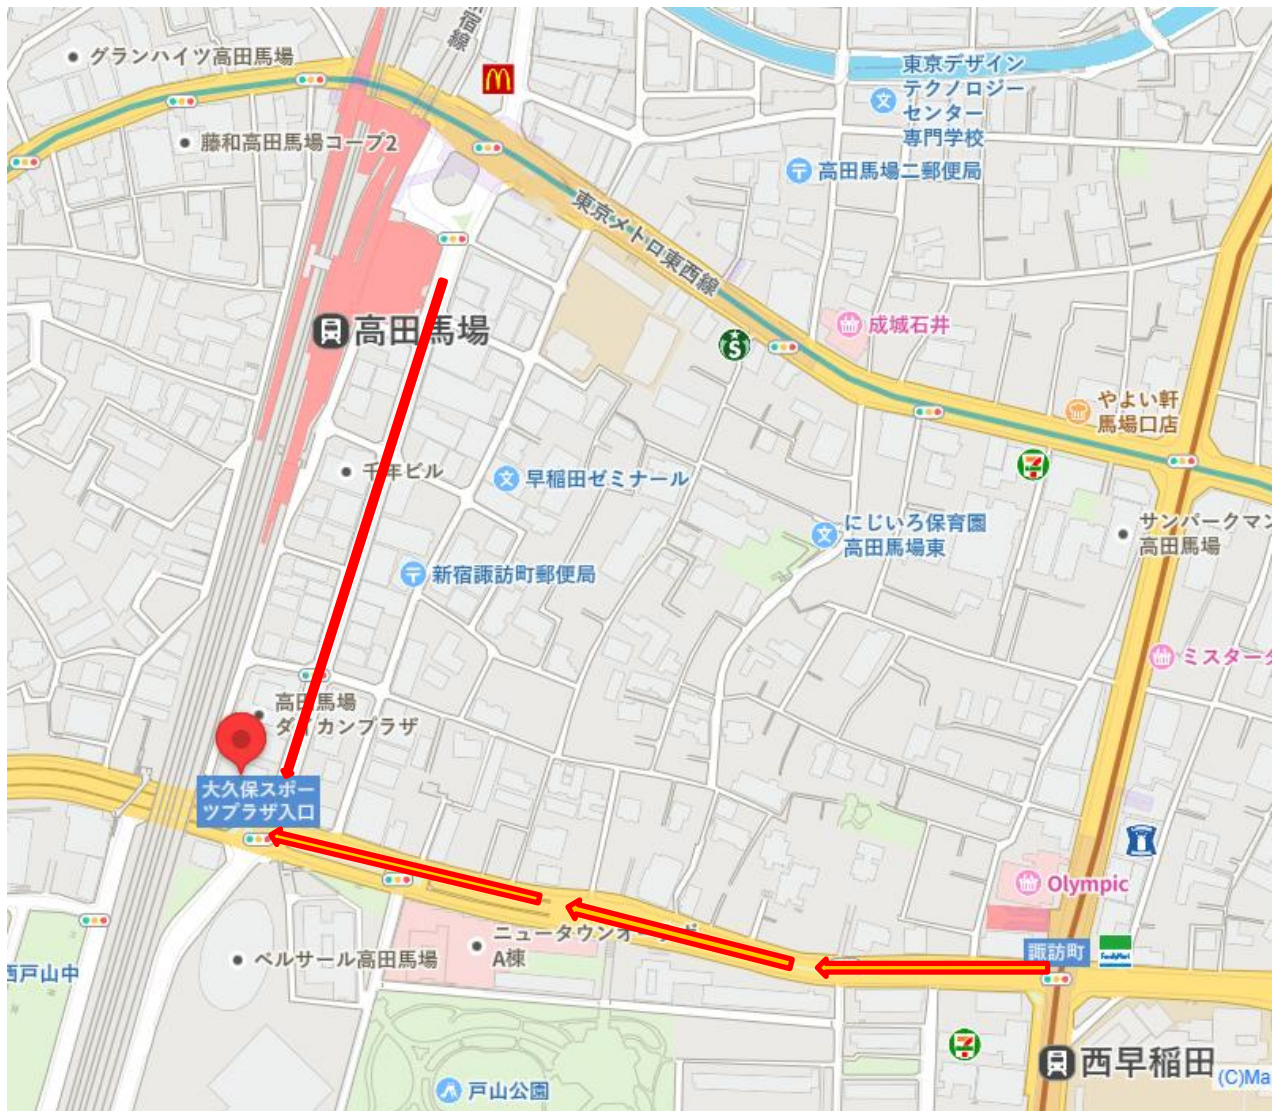 宿線
グランハイツ高田馬場
藤和高田馬場コープ2
東京デザイン
テクノロジー
センター
専門学校
高田馬場二郵便局
東京メトロ東西線
高田馬場
成城石井
やよい軒
馬場口店
千年ビル
早稲田ゼミナール
にじいろ保育園
高田馬場東
サンパークマン
高田馬場
新宿諏訪町郵便局
ミスタータ
高田馬場
ダイカンプラザ
大久保スポー
ツプラザ入口
Olympic
ニュータウンオ
A棟
諏訪町
FamilyMart
ベルサール高田馬場
西戸山中
戸山公園
西早稲田
(C)Ma